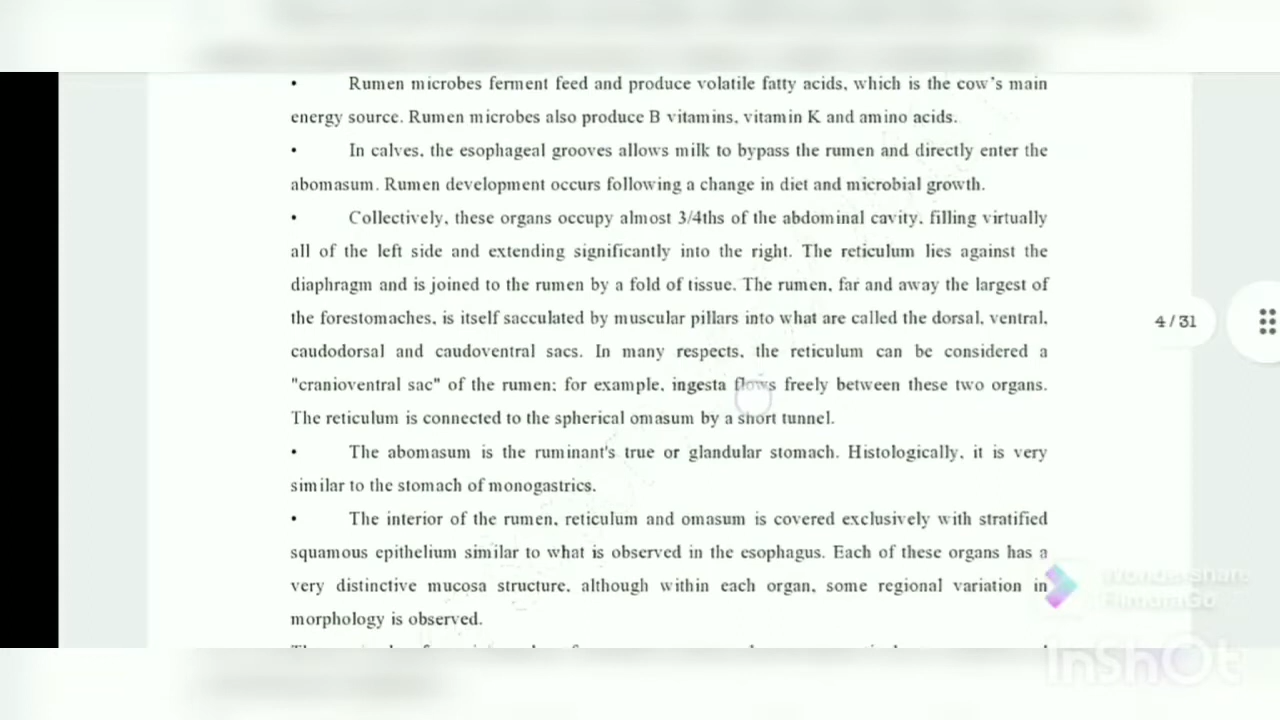 • Rumen microbes ferment feed and produce volatile fatty acids, which is the cow's main
energy source. Rumen microbes also produce B vitamins, vitamin K and amino acids.
• In calves, the esophageal grooves allows milk to bypass the rumen and directly enter the
abomasum. Rumen development occurs following a change in diet and microbial growth.
• Collectively, these organs occupy almost 3/4ths of the abdominal cavity, filling virtually
all of the left side and extending significantly into the right. The reticulum lies against the
diaphragm and is joined to the rumen by a fold of tissue. The rumen, far and away the largest of
the forestomaches, is itself sacculated by muscular pillars into what are called the dorsal, ventral,
caudodorsal and caudoventral sacs. In many respects, the reticulum can be considered a
"cranioventral sac" of the rumen; for example, ingesta flows freely between these two organs.
The reticulum is connected to the spherical omasum by a short tunnel.
• The abomasum is the ruminant's true or glandular stomach. Histologically, it is very
similar to the stomach of monogastrics.
• The interior of the rumen, reticulum and omasum is covered exclusively with stratified
squamous epithelium similar to what is observed in the esophagus. Each of these organs has a
very distinctive mucosa structure, although within each organ, some regional variation in
morphology is observed.
4 / 31
Wondershare
FilmoraGo
InShOt